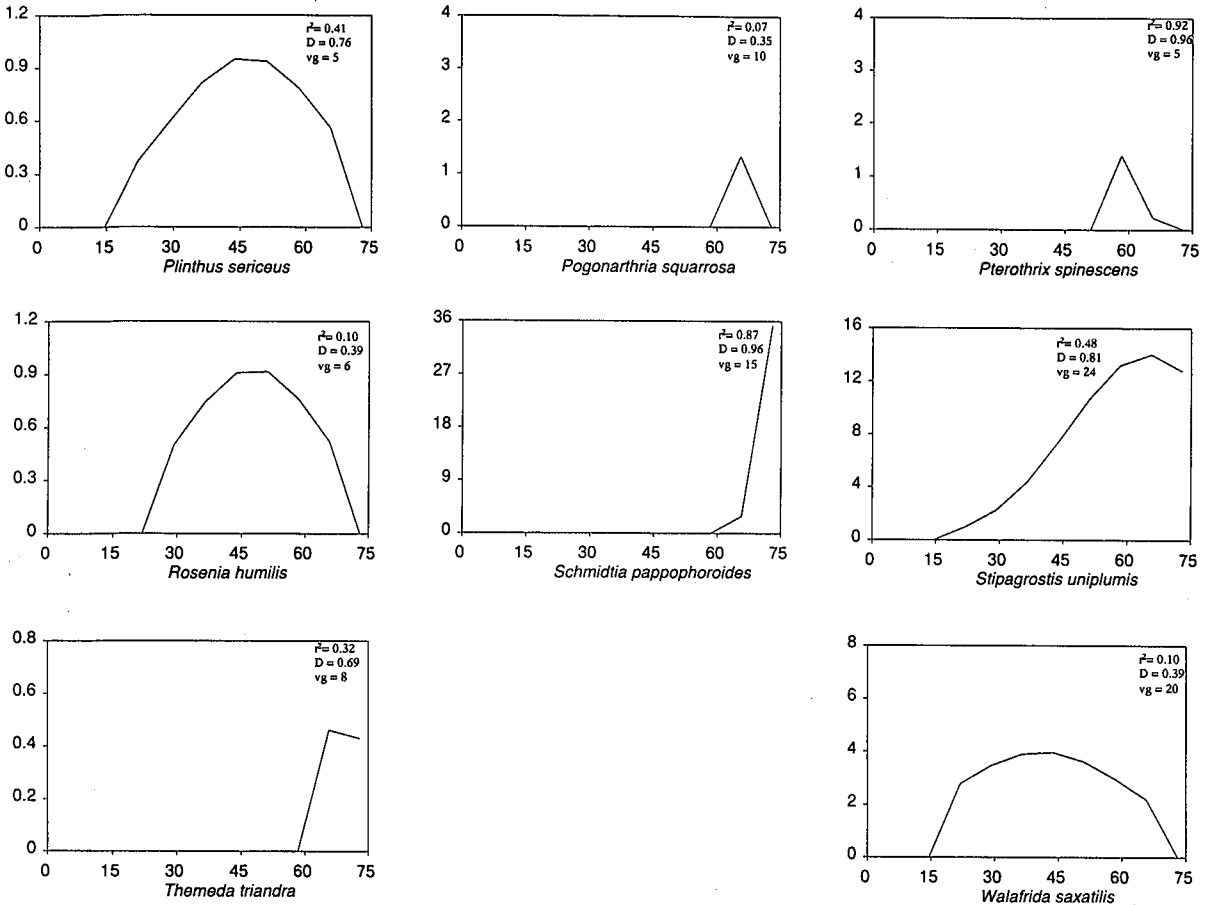 1.2
0.9
0.6
0.3
0
r²= 0.41
D = 0.76
vg = 5
0 15 30 45 60 75
Plinthus sericeus
4
3
2
1
0
r²= 0.07
D = 0.35
vg = 10
0 15 30 45 60 75
Pogonarthria squarrosa
4
3
2
1
0
r²= 0.92
D = 0.96
vg = 5
0 15 30 45 60 75
Pterothrix spinescens
1.2
0.9
0.6
0.3
0
r²= 0.10
D = 0.39
vg = 6
0 15 30 45 60 75
Rosenia humilis
36
27
18
9
0
r²= 0.87
D = 0.96
vg = 15
0 15 30 45 60 75
Schmidtia pappophoroides
16
12
8
4
0
r²= 0.48
D = 0.81
vg = 24
0 15 30 45 60 75
Stipagrostis uniplumis
0.8
0.6
0.4
0.2
0
r²= 0.32
D = 0.69
vg = 8
0 15 30 45 60 75
Themeda triandra
8
6
4
2
0
r²= 0.10
D = 0.39
vg = 20
0 15 30 45 60 75
Walafrida saxatilis